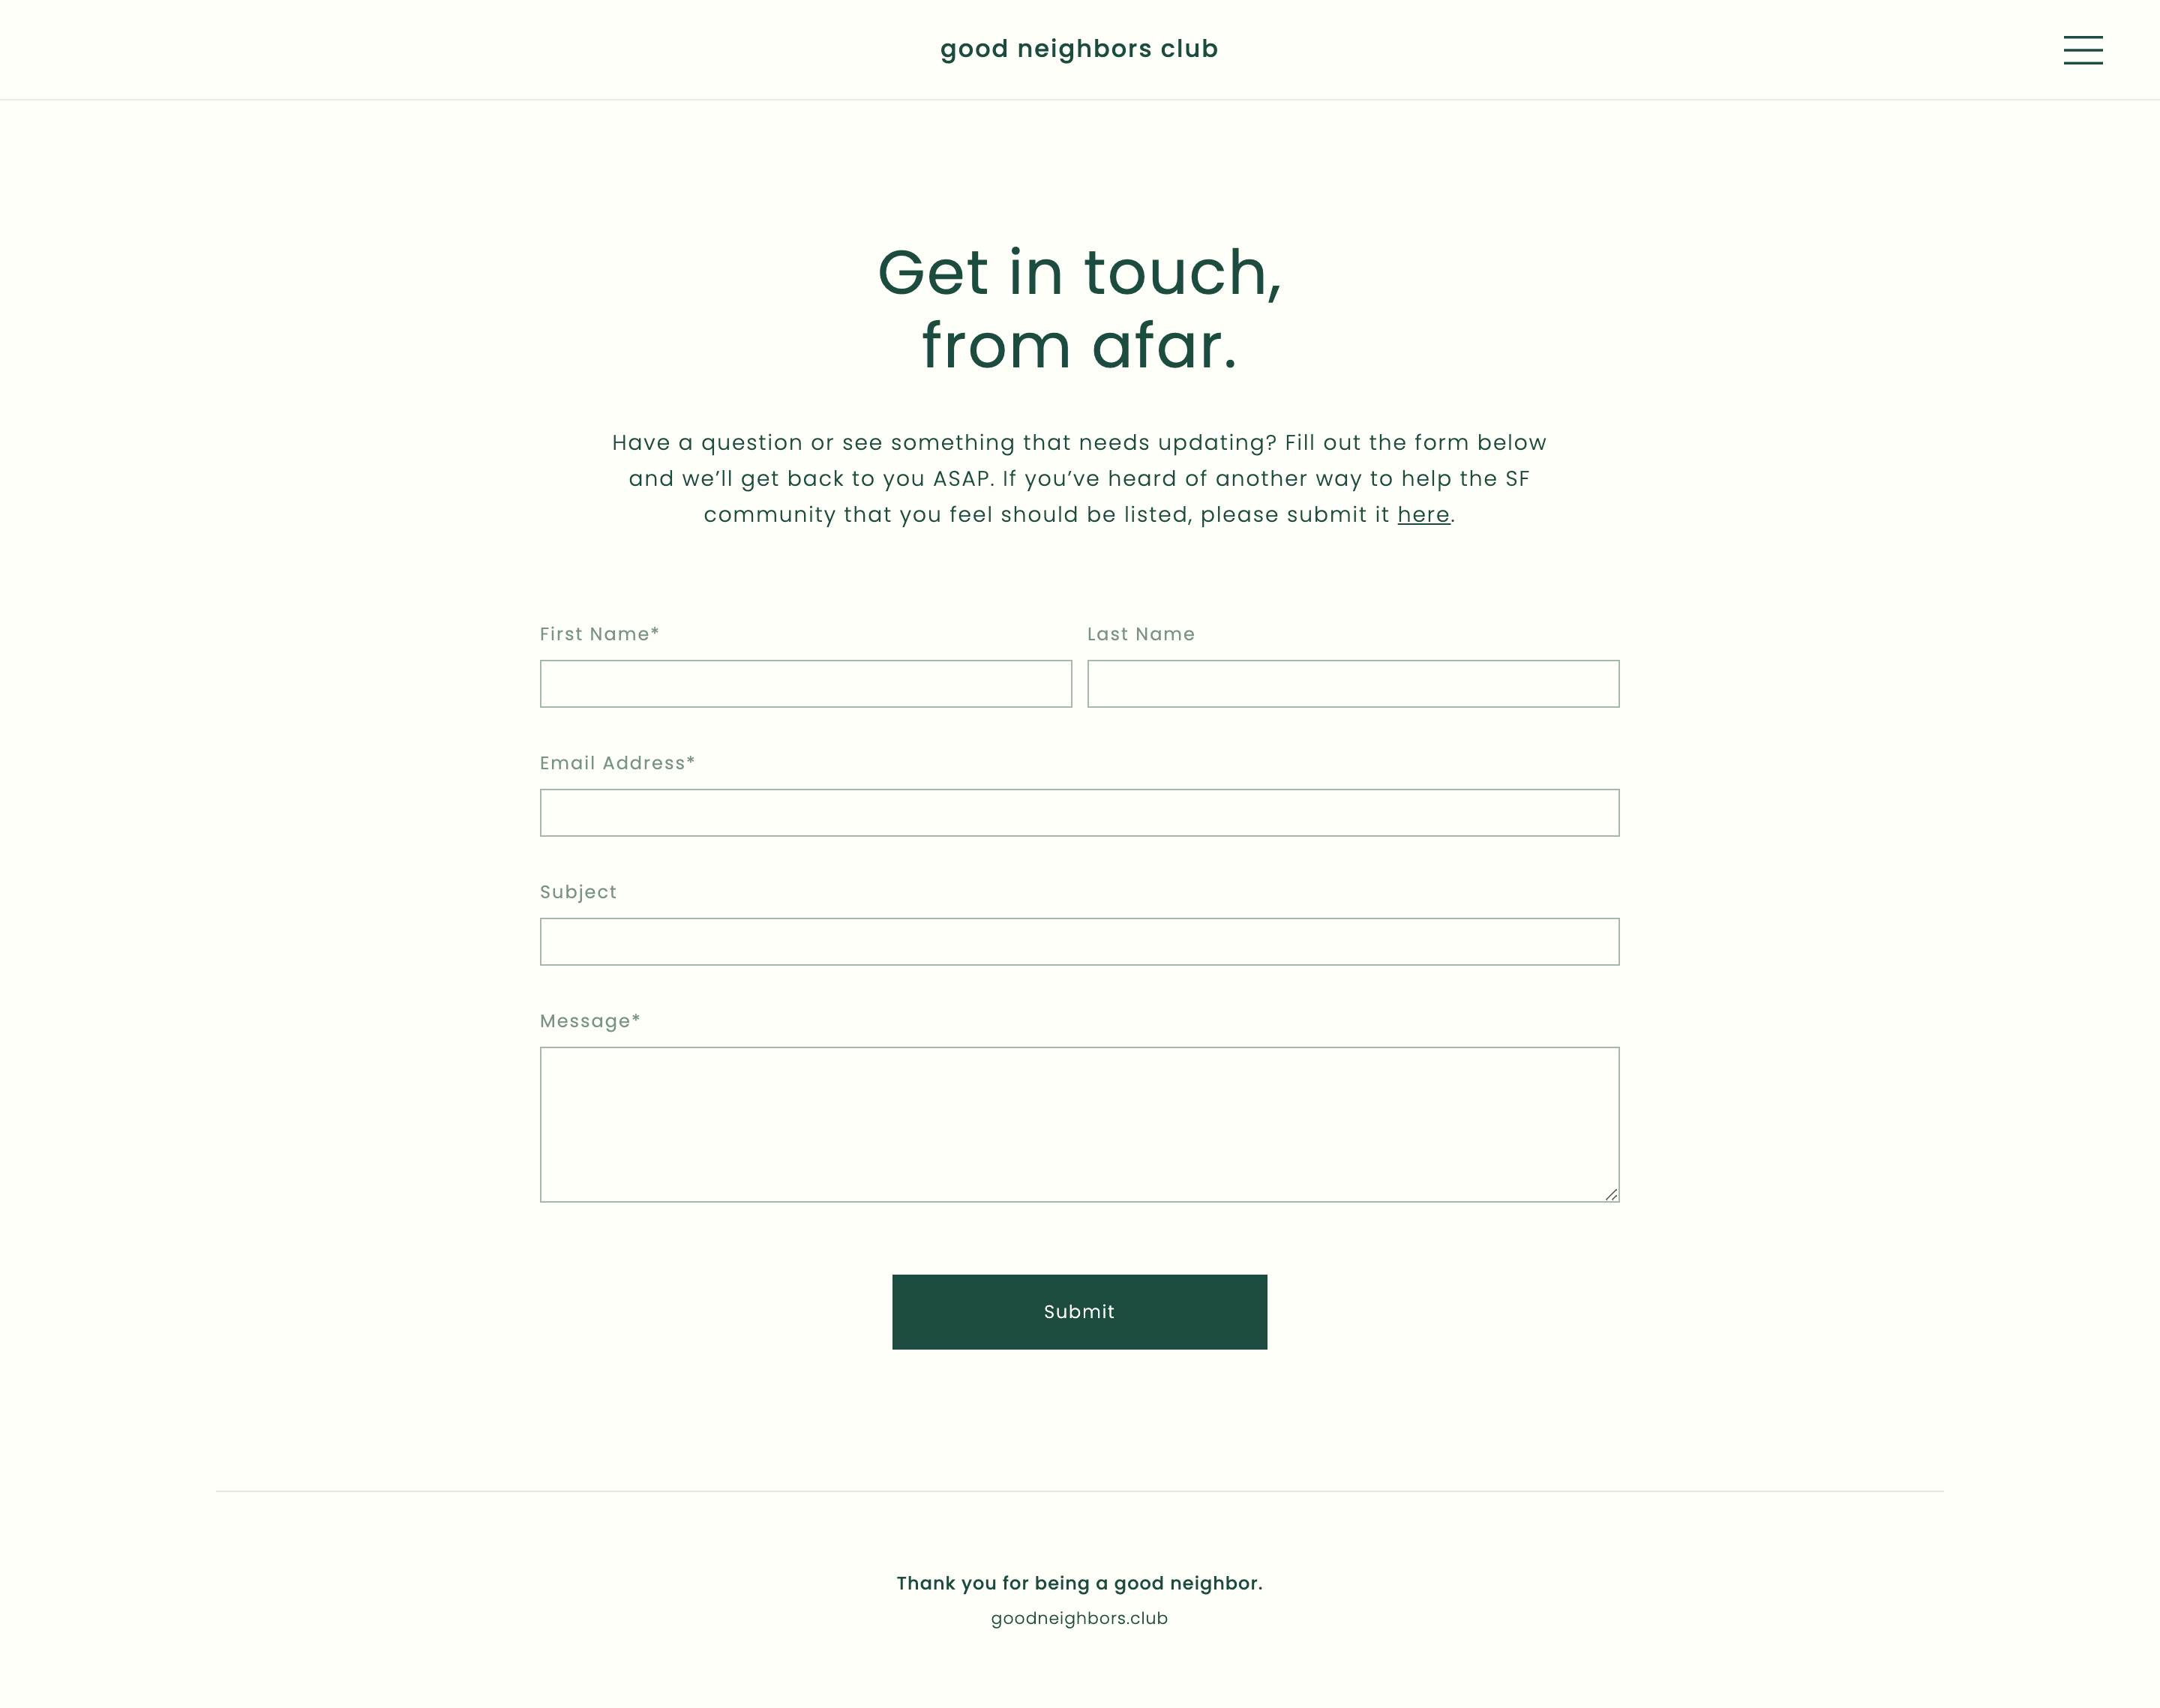 good neighbors club
Get in touch,
from afar.
Have a question or see something that needs updating? Fill out the form below
and we’ll get back to you ASAP. If you’ve heard of another way to help the SF
community that you feel should be listed, please submit it here.
First Name*
Last Name
Email Address*
Subject
Message*
Submit
Thank you for being a good neighbor.
goodneighbors.club